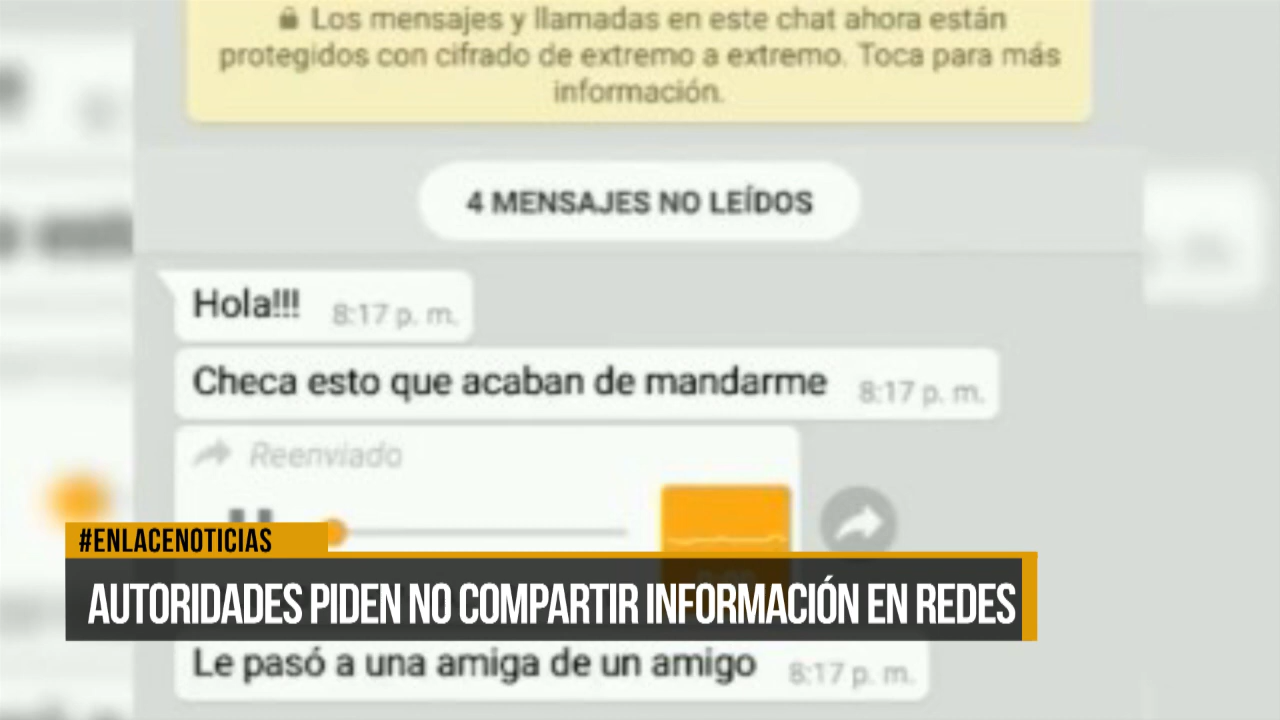 Los mensajes y llamadas en este chat ahora están
protegidos con cifrado de extremo a extremo. Toca para más
información.
4 MENSAJES NO LEÍDOS
Hola!!! 8:17 p. m.
Checa esto que acaban de mandarme 8:17 p. m.
Reenviado
#ENLACENOTICIAS
AUTORIDADES PIDEN NO COMPARTIR INFORMACIÓN EN REDES
Le pasó a una amiga de un amigo 8:17 p. m.